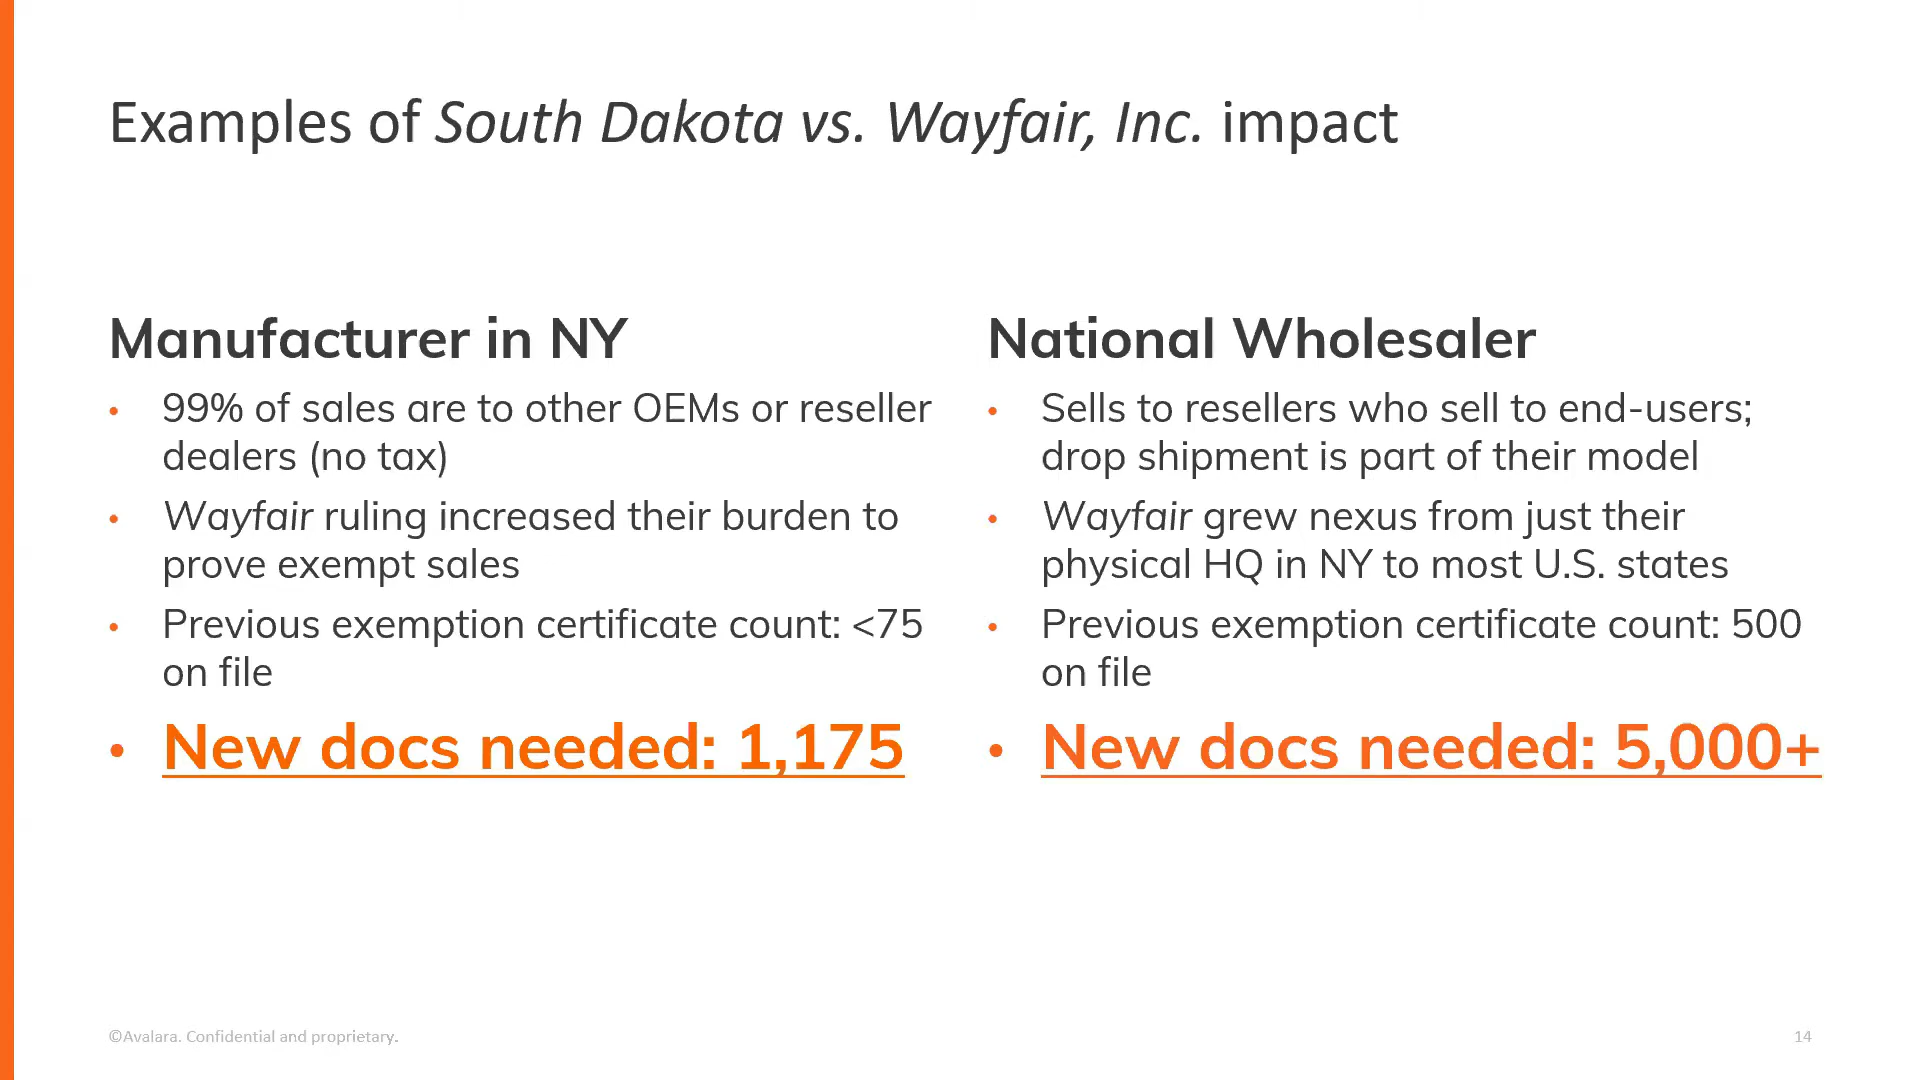 Examples of South Dakota vs. Wayfair, Inc. impact
Manufacturer in NY
• 99% of sales are to other OEMs or reseller
dealers (no tax)
• Wayfair ruling increased their burden to
prove exempt sales
• Previous exemption certificate count: <75
on file
• New docs needed: 1,175
National Wholesaler
• Sells to resellers who sell to end-users;
drop shipment is part of their model
• Wayfair grew nexus from just their
physical HQ in NY to most U.S. states
• Previous exemption certificate count: 500
on file
• New docs needed: 5,000+
©Avalara. Confidential and proprietary.
14